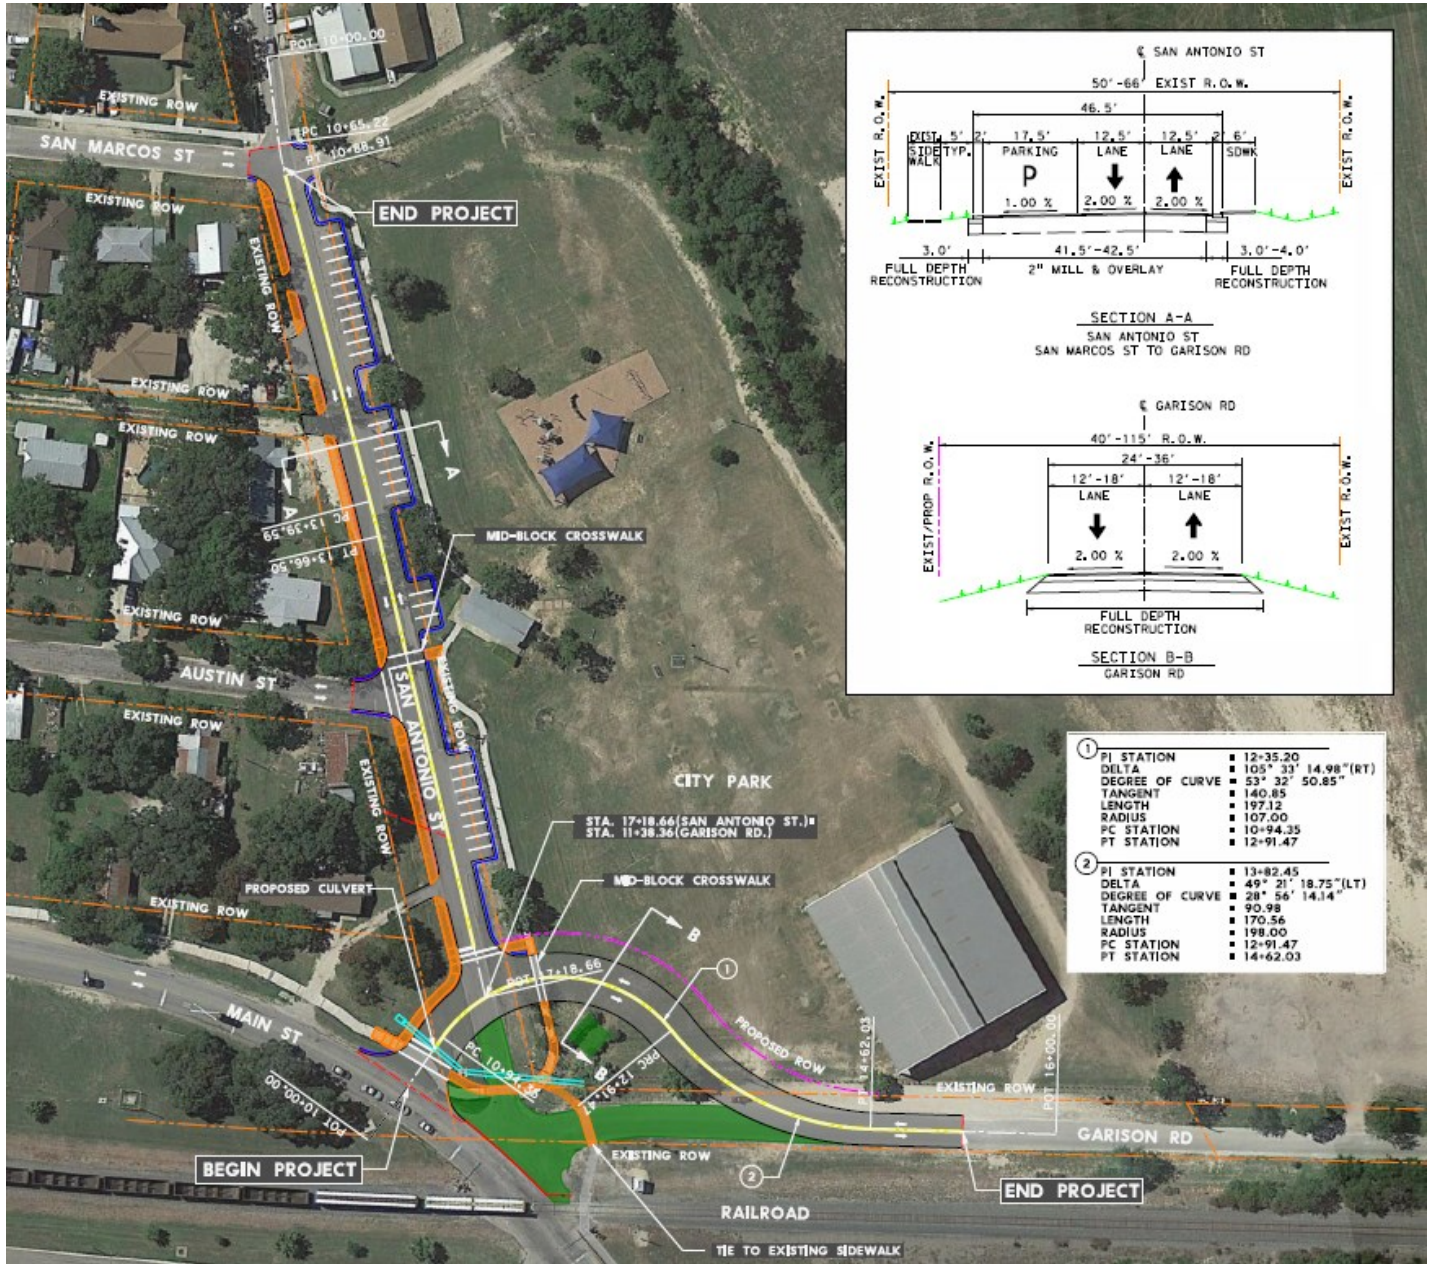 POT 10+00.00
EXISTING ROW
PC 10+65.22
PT 10+88.91
SAN MARCOS ST
END PROJECT
EXISTING ROW
EXISTING ROW
EXISTING ROW
EXISTING ROW
A
A
PC 13+39.59
PT 13+66.50
MID-BLOCK CROSSWALK
EXISTING ROW
AUSTIN ST
EXISTING ROW
EXISTING ROW
SAN ANTONIO ST
EXISTING ROW
CITY PARK
STA. 17+18.66(SAN ANTONIO ST.)=
STA. 11+38.36(GARISON RD.)
PROPOSED CULVERT
MID-BLOCK CROSSWALK
EXISTING ROW
B
B
1
POT 17+18.66
MAIN ST
PROPOSED ROW
PC 10+94.35
PRC 12+91.47
PT 14+62.03
POT 16+00.00
POT 10+00.00
EXISTING ROW
GARISON RD
BEGIN PROJECT
EXISTING ROW
2
END PROJECT
RAILROAD
TIE TO EXISTING SIDEWALK
℄ SAN ANTONIO ST
50'-66' EXIST R.O.W.
46.5'
EXIST R.O.W.
EXIST R.O.W.
EXIST. 5' 2' 17.5' 12.5' 12.5' 2' 6'
SIDE WALK TYP. PARKING LANE LANE SDWK
P
1.00 % 2.00 % 2.00 %
3.0' 41.5'-42.5' 3.0'-4.0'
FULL DEPTH RECONSTRUCTION 2" MILL & OVERLAY FULL DEPTH RECONSTRUCTION
SECTION A-A
SAN ANTONIO ST
SAN MARCOS ST TO GARISON RD
℄ GARISON RD
40'-115' R.O.W.
24'-36'
EXIST/PROP R.O.W.
EXIST R.O.W.
12'-18' 12'-18'
LANE LANE
2.00 % 2.00 %
FULL DEPTH
RECONSTRUCTION
SECTION B-B
GARISON RD
1
PI STATION = 12+35.20
DELTA = 105° 33' 14.98"(RT)
DEGREE OF CURVE = 53° 32' 50.85"
TANGENT = 140.85
LENGTH = 197.12
RADIUS = 107.00
PC STATION = 10+94.35
PT STATION = 12+91.47
2
PI STATION = 13+82.45
DELTA = 49° 21' 18.75"(LT)
DEGREE OF CURVE = 28° 56' 14.14"
TANGENT = 90.98
LENGTH = 170.56
RADIUS = 198.00
PC STATION = 12+91.47
PT STATION = 14+62.03